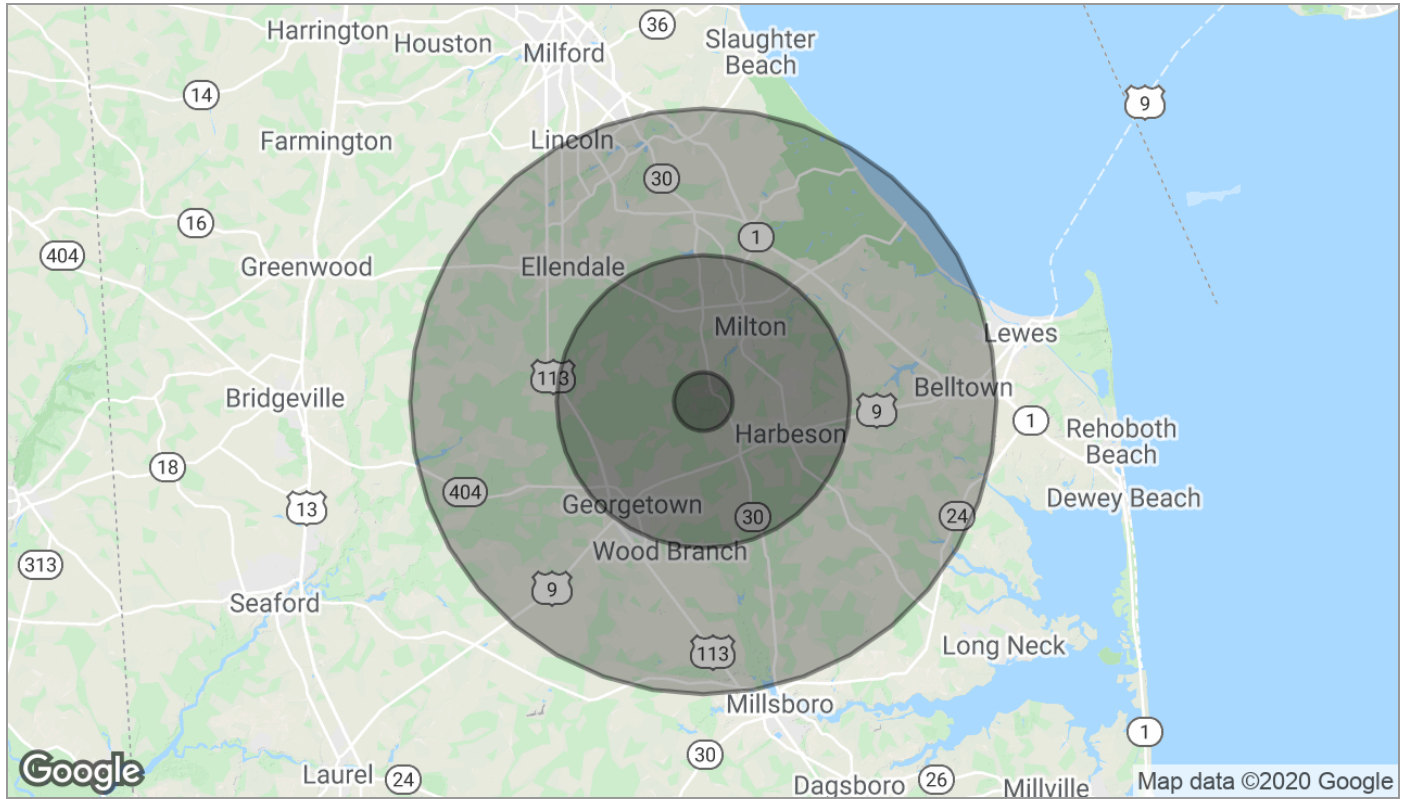 36
Harrington
Houston
Milford
Slaughter
Beach
14
9
Farmington
Lincoln
30
16
1
404
Greenwood
Ellendale
Milton
Lewes
113
Bridgeville
Belltown
9
1
Harbeson
Rehoboth
Beach
18
404
Georgetown
Dewey Beach
13
30
24
Wood Branch
313
9
Seaford
Long Neck
113
Millsboro
1
30
Laurel
24
Dagsboro
26
Millville
Google
Map data ©2020 Google